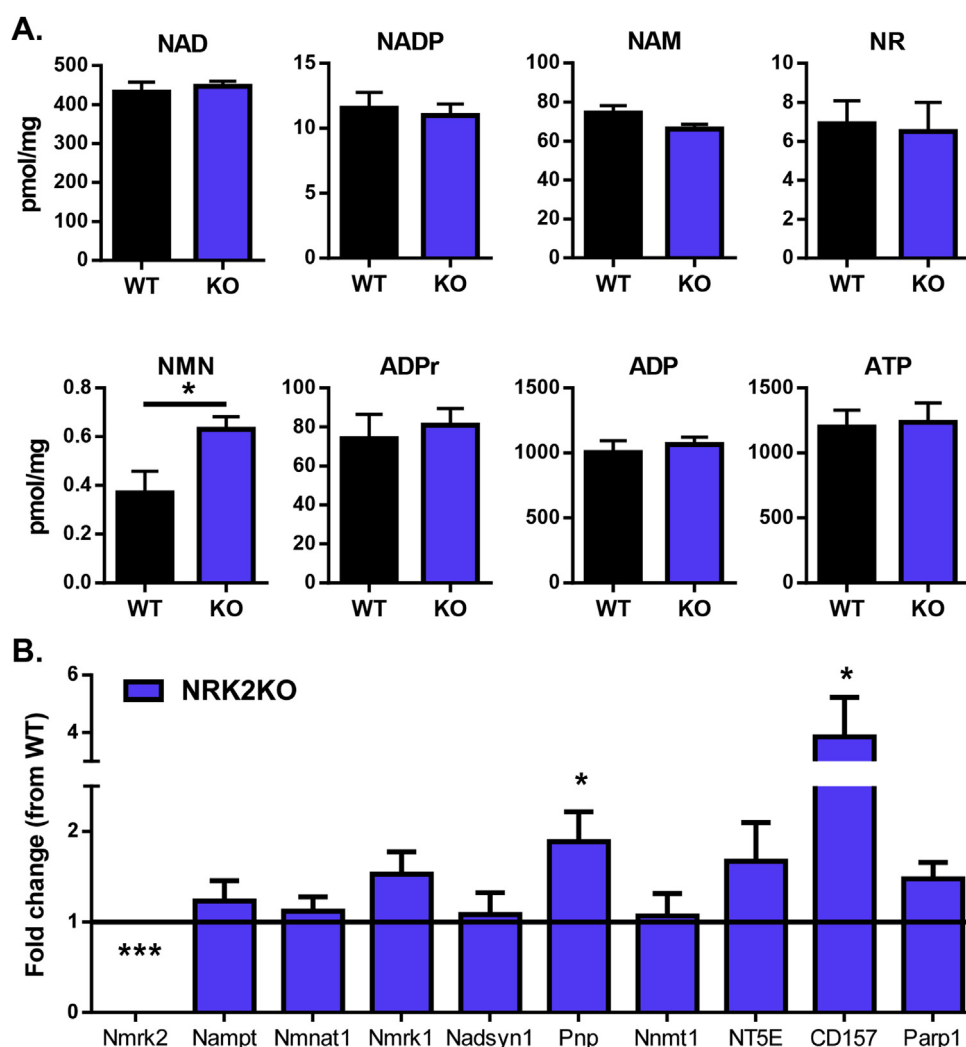 A.
NAD
NADP
NAM
NR
pmol/mg
500
400
300
200
100
0
WT
KO
15
10
5
0
WT
KO
100
80
60
40
20
0
WT
KO
10
8
6
4
2
0
WT
KO
NMN
ADPr
ADP
ATP
pmol/mg
0.8
0.6
0.4
0.2
0.0
*
WT
KO
100
80
60
40
20
0
WT
KO
1500
1000
500
0
WT
KO
1500
1000
500
0
WT
KO
B.
NRK2KO
Fold change (from WT)
6
4
2
1
0
***
*
*
Nmrk2 Nampt Nmnat1 Nmrk1 Nadsyn1 Pnp Nnmt1 NT5E CD157 Parp1